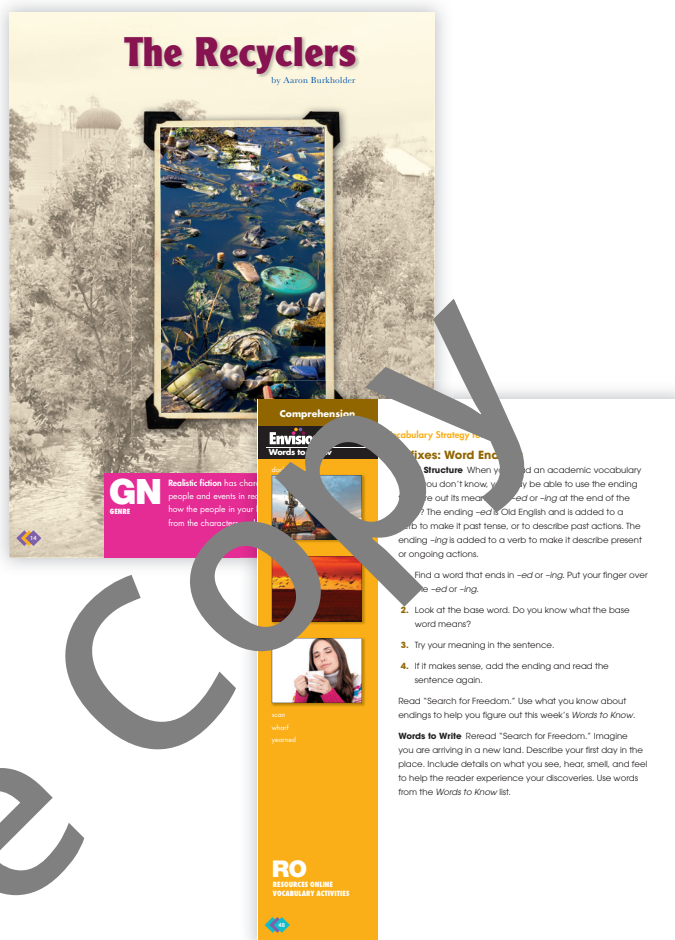 The Recyclers
by Aaron Burkholder
GN
GENRE
Realistic fiction has
people and events in
how the people in your
from the characters
14
Comprehension
Words to
scan
wharf
yearned
RO
RESOURCES ONLINE
VOCABULARY ACTIVITIES
48
Vocabulary Strategy
Word
Structure When an academic vocabulary
you don't know, be able to use the ending
out its –ed or –ing at the end of the
The ending –ed is Old English and is added to a
verb to make it past tense, or to describe past actions. The
ending –ing is added to a verb to make it describe present
or ongoing actions.
Find a word that ends in –ed or –ing. Put your finger over
–ed or –ing.
2. Look at the base word. Do you know what the base
word means?
3. Try your meaning in the sentence.
4. If it makes sense, add the ending and read the
sentence again.
Read “Search for Freedom.” Use what you know about
endings to help you figure out this week’s Words to Know.
Words to Write Reread “Search for Freedom.” Imagine
you are arriving in a new land. Describe your first day in the
place. Include details on what you see, hear, smell, and feel
to help the reader experience your discoveries. Use words
from the Words to Know list.
e Copy